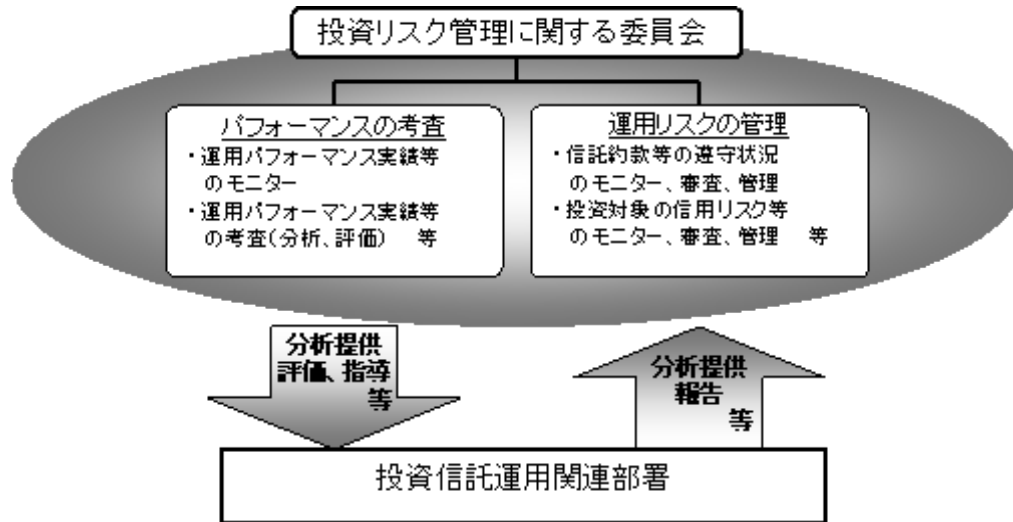 投資リスク管理に関する委員会
パフォーマンスの考査
・運用パフォーマンス実績等
のモニター
・運用パフォーマンス実績等
の考査(分析、評価) 等
運用リスクの管理
・信託約款等の遵守状況
のモニター、審査、管理
・投資対象の信用リスク等
のモニター、審査、管理 等
分析提供
評価、指導
等
分析提供
報告
等
投資信託運用関連部署